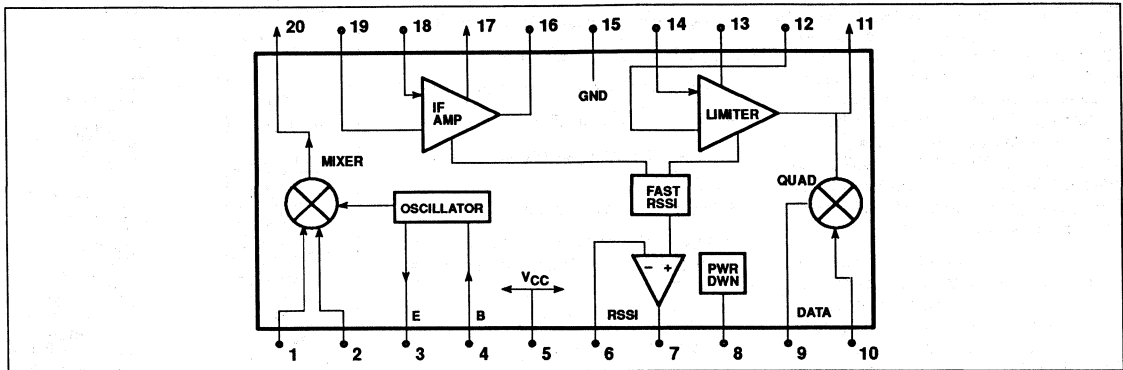 20 19 18 17 16 15 14 13 12 11
IF
AMP
GND
LIMITER
MIXER
OSCILLATOR
FAST
RSSI
QUAD
VCC
PWR
DWN
E B RSSI DATA
1 2 3 4 5 6 7 8 9 10
− +